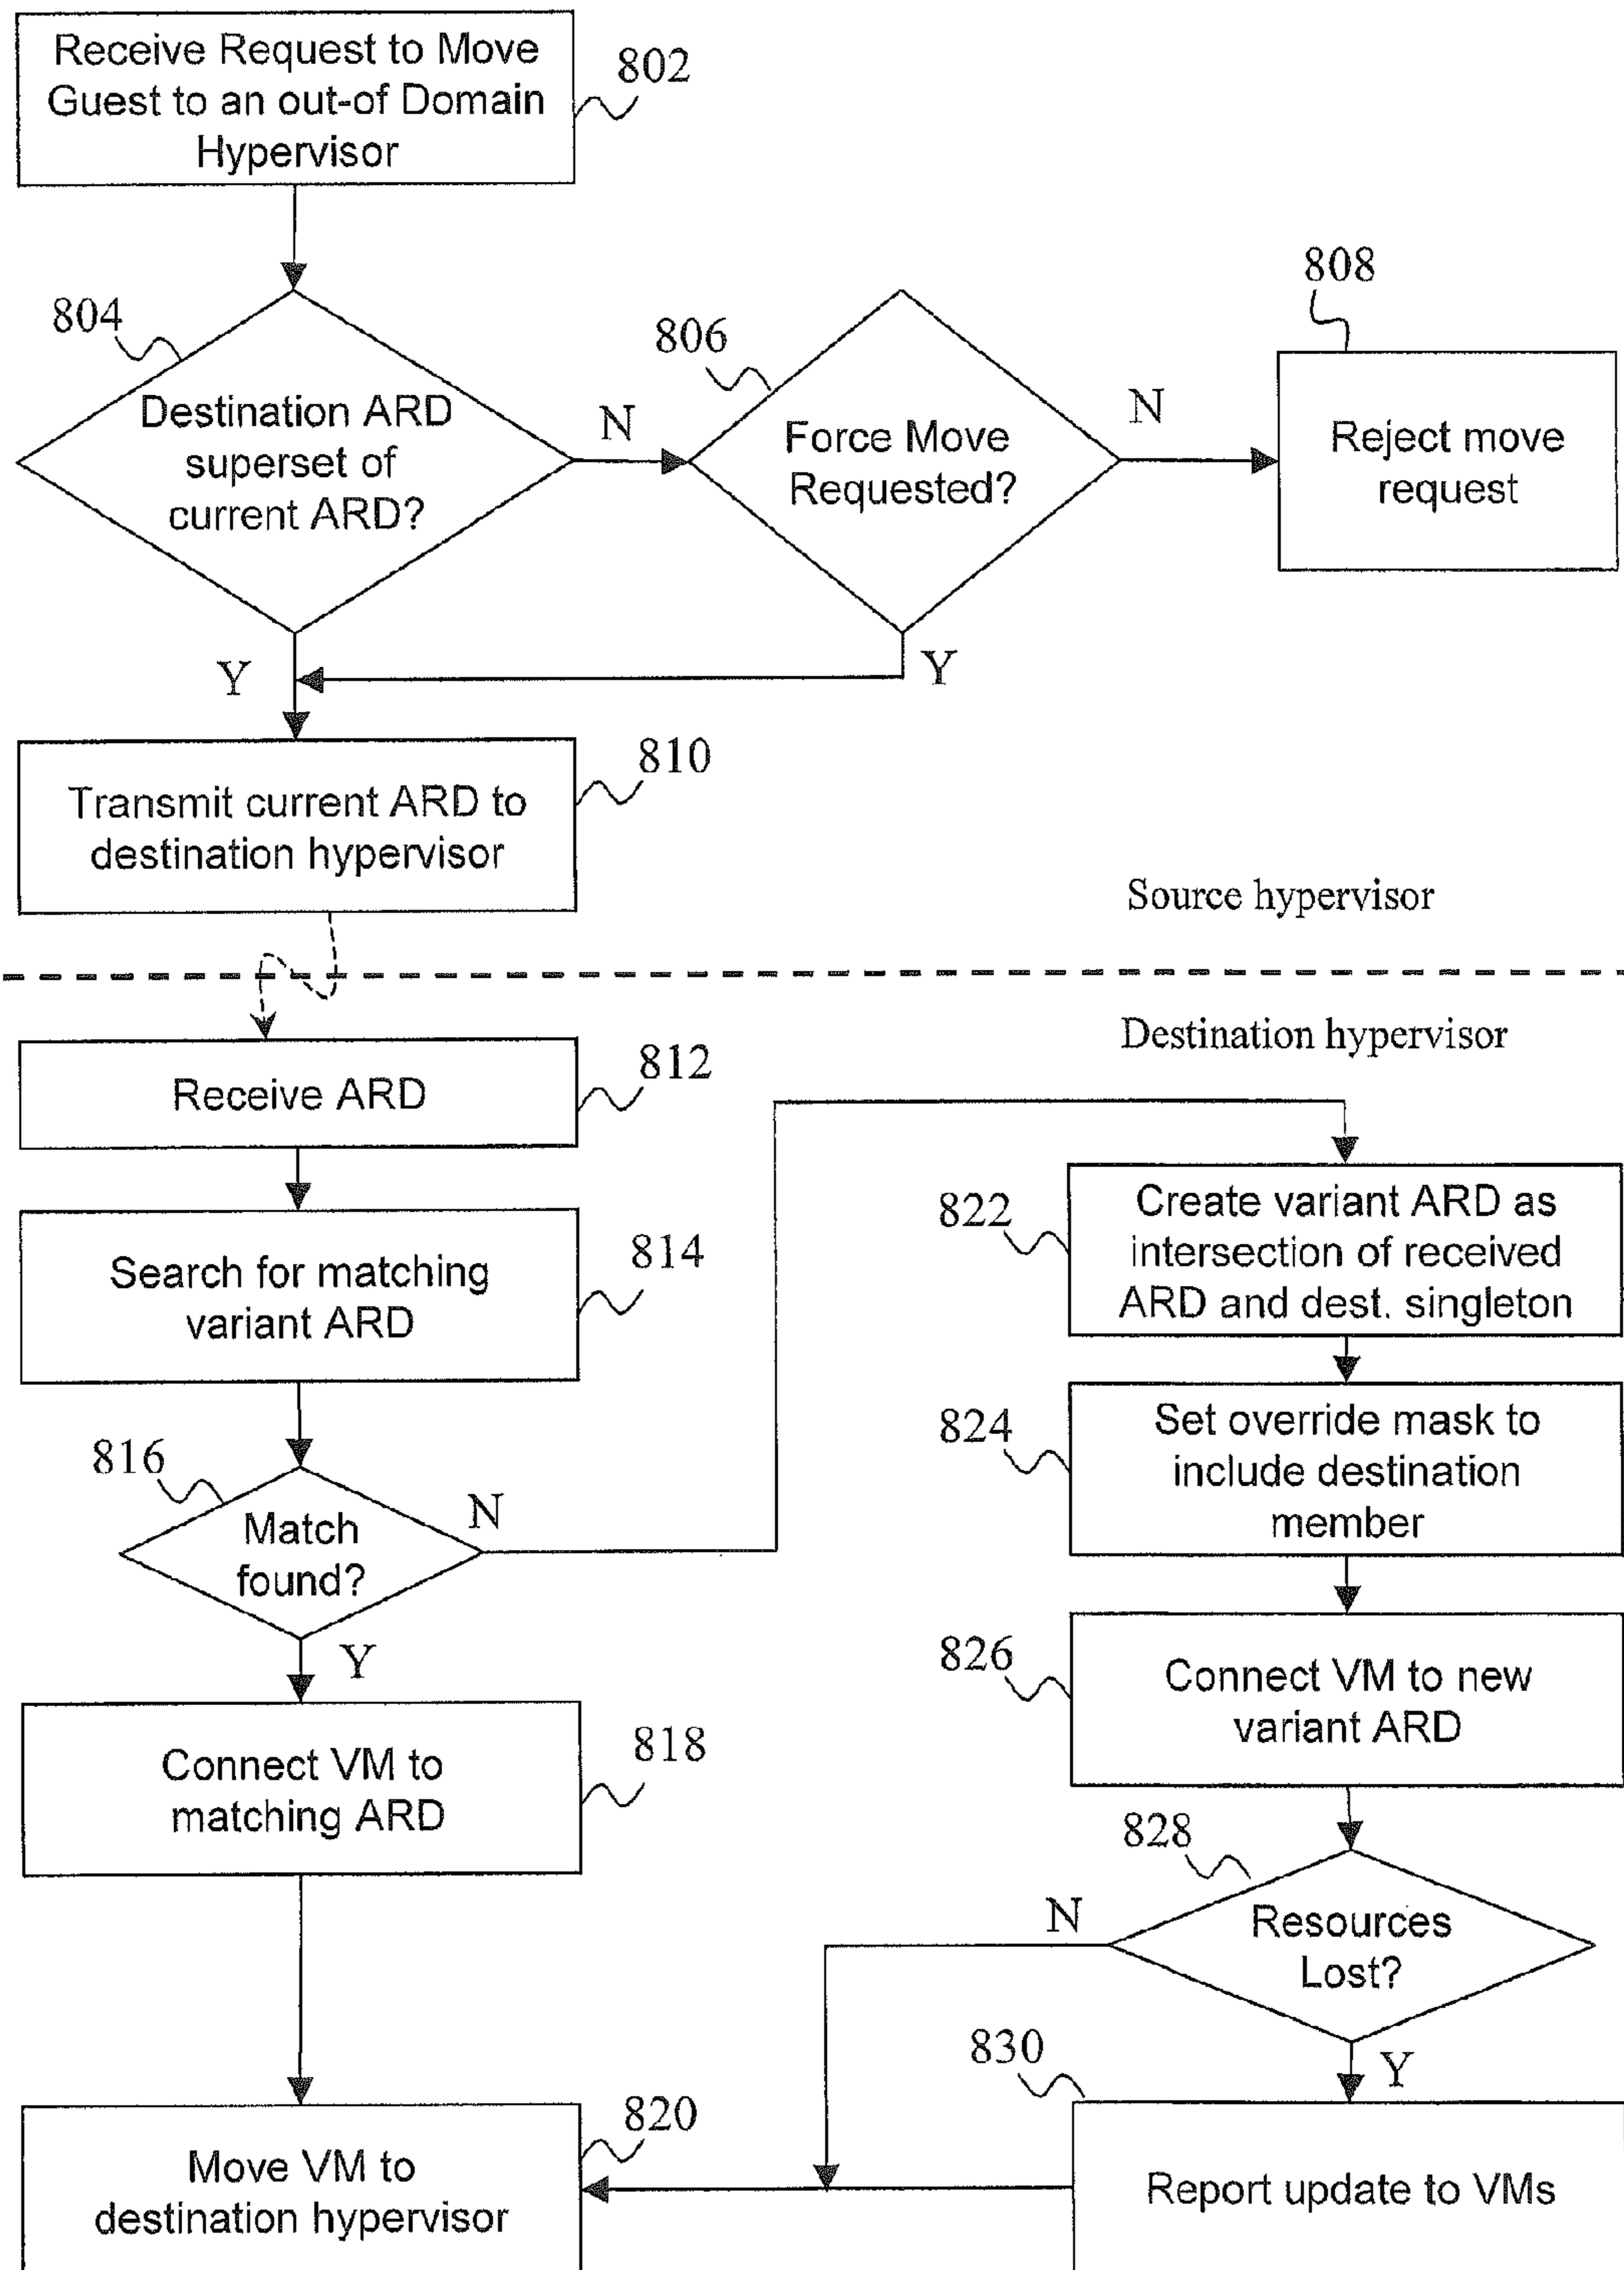 Receive Request to Move
Guest to an out-of Domain
Hypervisor
802
804
Destination ARD
superset of
current ARD?
N
806
Force Move
Requested?
N
808
Reject move
request
Y
Y
810
Transmit current ARD to
destination hypervisor
Source hypervisor
Destination hypervisor
Receive ARD
812
Search for matching
variant ARD
814
816
Match
found?
N
Y
Connect VM to
matching ARD
818
Move VM to
destination hypervisor
820
822
Create variant ARD as
intersection of received
ARD and dest. singleton
824
Set override mask to
include destination
member
826
Connect VM to new
variant ARD
828
Resources
Lost?
N
Y
830
Report update to VMs